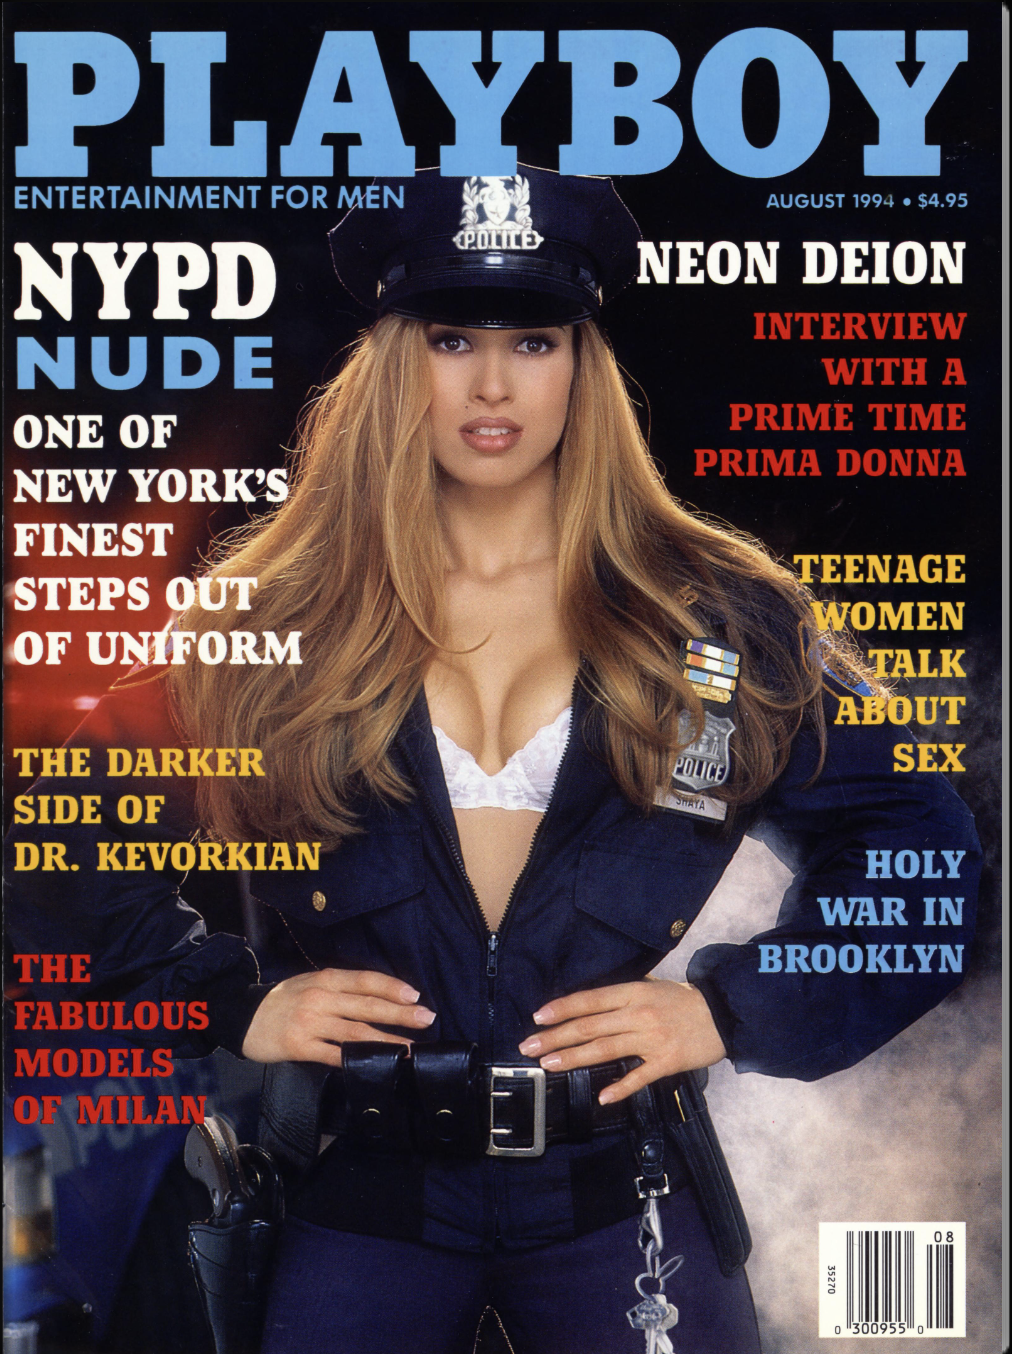 PLAYBOY
ENTERTAINMENT FOR MEN
AUGUST 1994 • $4.95
POLICE
NYPD
NUDE
ONE OF
NEW YORK'S
FINEST
STEPS OUT
OF UNIFORM
THE DARKER
SIDE OF
DR. KEVORKIAN
THE
FABULOUS
MODELS
OF MILAN
NEON DEION
INTERVIEW
WITH A
PRIME TIME
PRIMA DONNA
TEENAGE
WOMEN
TALK
ABOUT
SEX
HOLY
WAR IN
BROOKLYN
POLICE
SHAYA
08
35270
0 300955 0